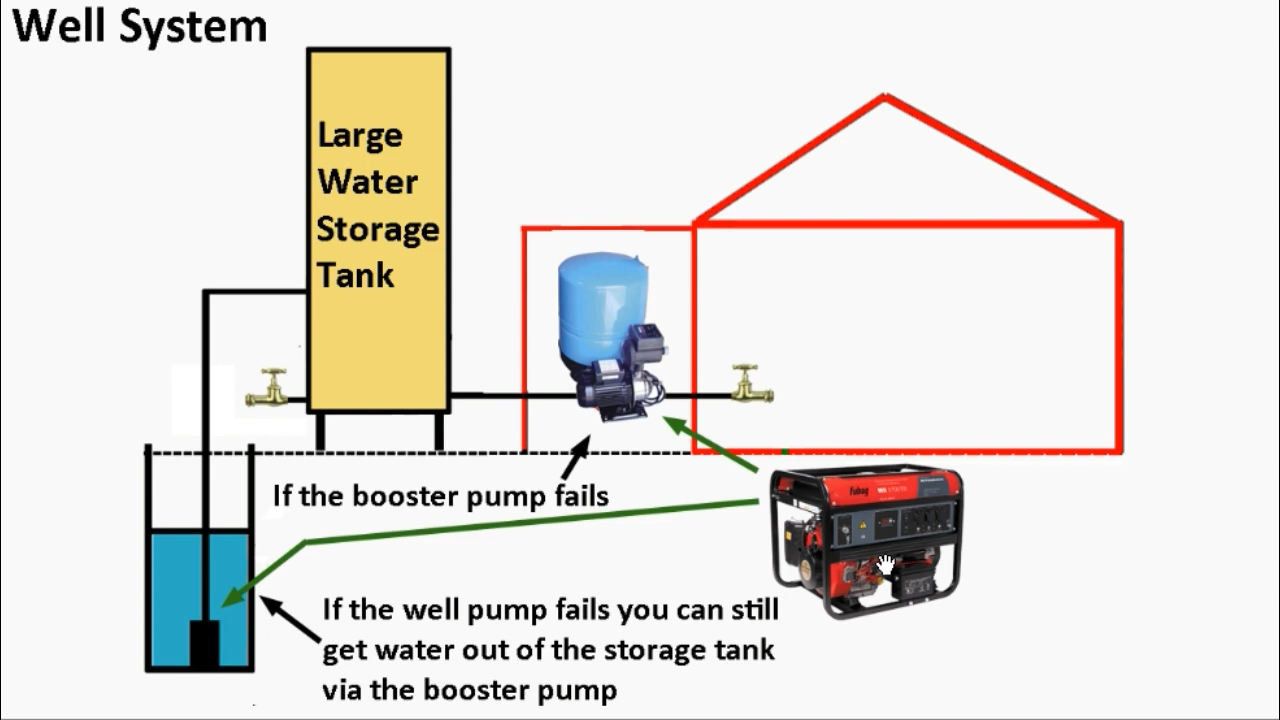 Well System
Large
Water
Storage
Tank
If the booster pump fails
fubag
If the well pump fails you can still
get water out of the storage tank
via the booster pump